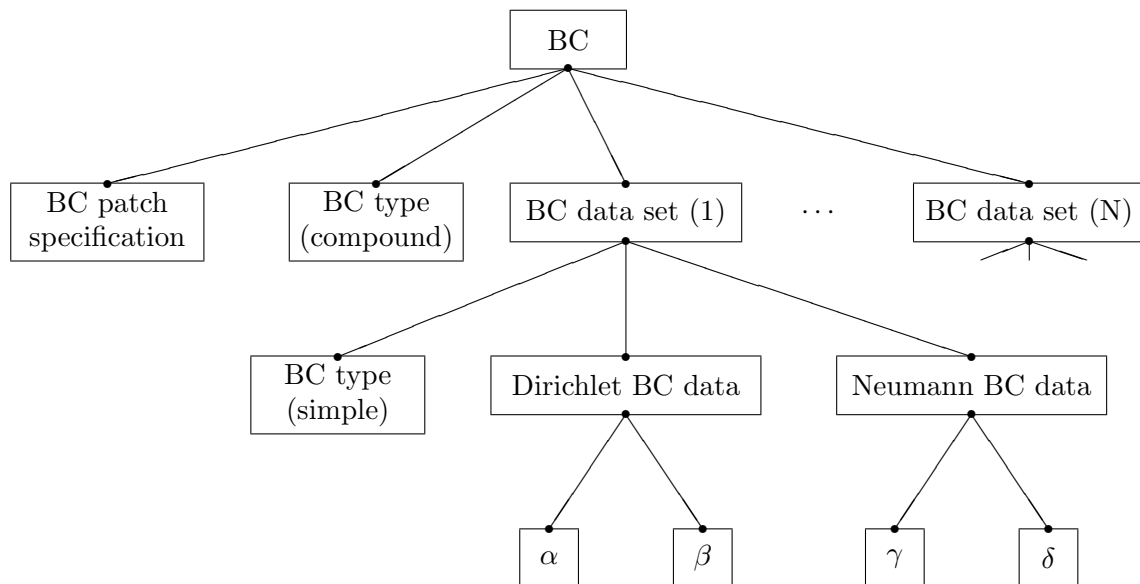 BC
BC patch
specification
BC type
(compound)
BC data set (1)
···
BC data set (N)
BC type
(simple)
Dirichlet BC data
Neumann BC data
α
β
γ
δ